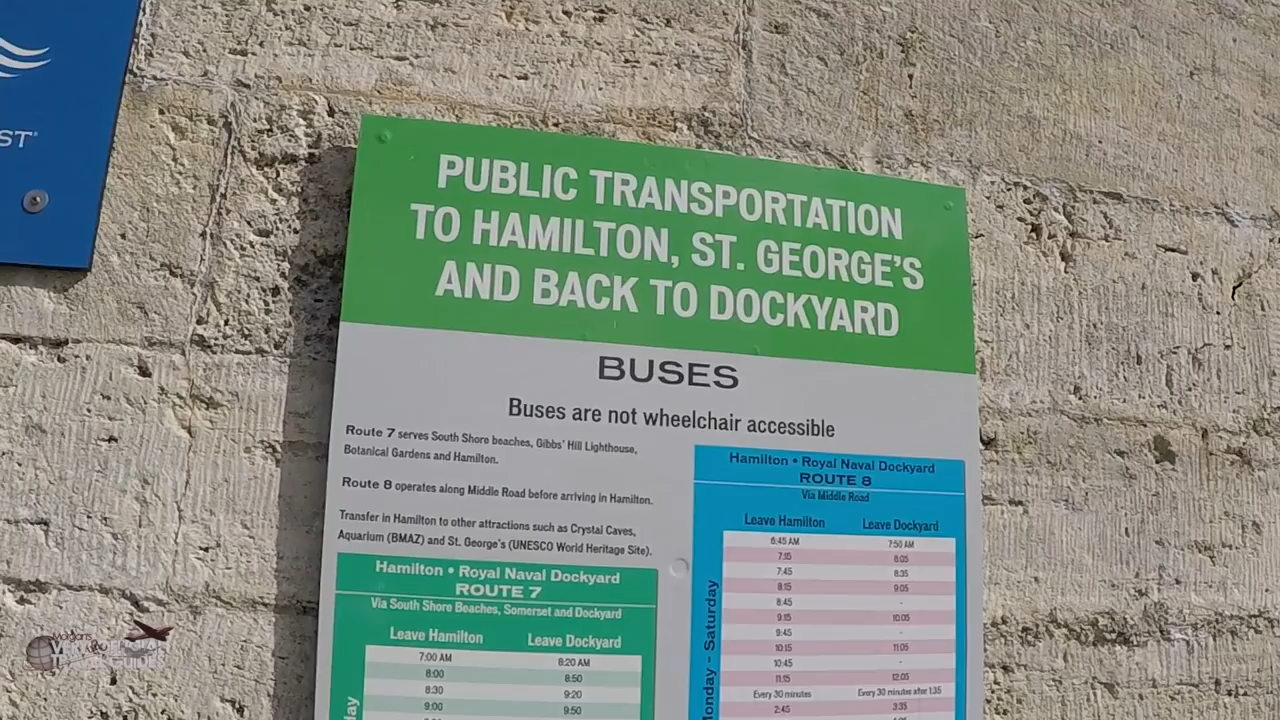 ST
PUBLIC TRANSPORTATION
TO HAMILTON, ST. GEORGE'S
AND BACK TO DOCKYARD
BUSES
Buses are not wheelchair accessible
Route 7 serves South Shore beaches, Gibbs' Hill Lighthouse,
Botanical Gardens and Hamilton.
Route 8 operates along Middle Road before arriving in Hamilton.
Transfer in Hamilton to other attractions such as Crystal Caves,
Aquarium (BMAZ) and St. George's (UNESCO World Heritage Site).
Hamilton • Royal Naval Dockyard
ROUTE 7
Via South Shore Beaches, Somerset and Dockyard
Leave Hamilton Leave Dockyard
7:00 AM 8:20 AM
8:00 8:50
8:30 9:20
9:00 9:50
day
Hamilton • Royal Naval Dockyard
ROUTE 8
Via Middle Road
Leave Hamilton Leave Dockyard
6:45 AM 7:50 AM
7:15 8:05
7:45 8:35
8:15 9:05
8:45 -
9:15 10:05
9:45 -
10:15 11:05
10:45 -
11:15 12:05
Every 30 minutes Every 30 minutes after 1:35
2:45 3:35
Monday - Saturday
Morgan's